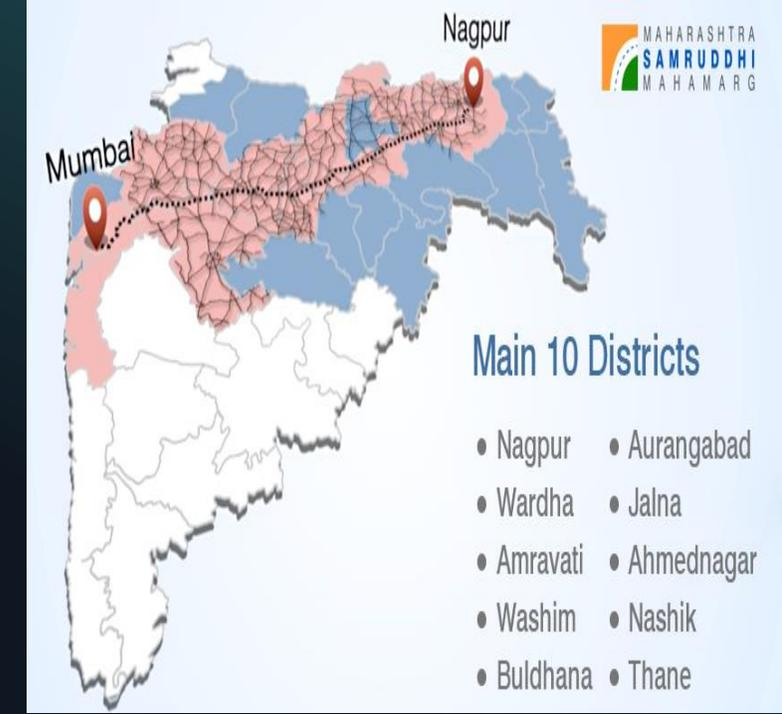 Nagpur
MAHARASHTRA
SAMRUDDHI
MAHAMARG
Mumbai
Main 10 Districts
• Nagpur
• Wardha
• Amravati
• Washim
• Buldhana
• Aurangabad
• Jalna
• Ahmednagar
• Nashik
• Thane